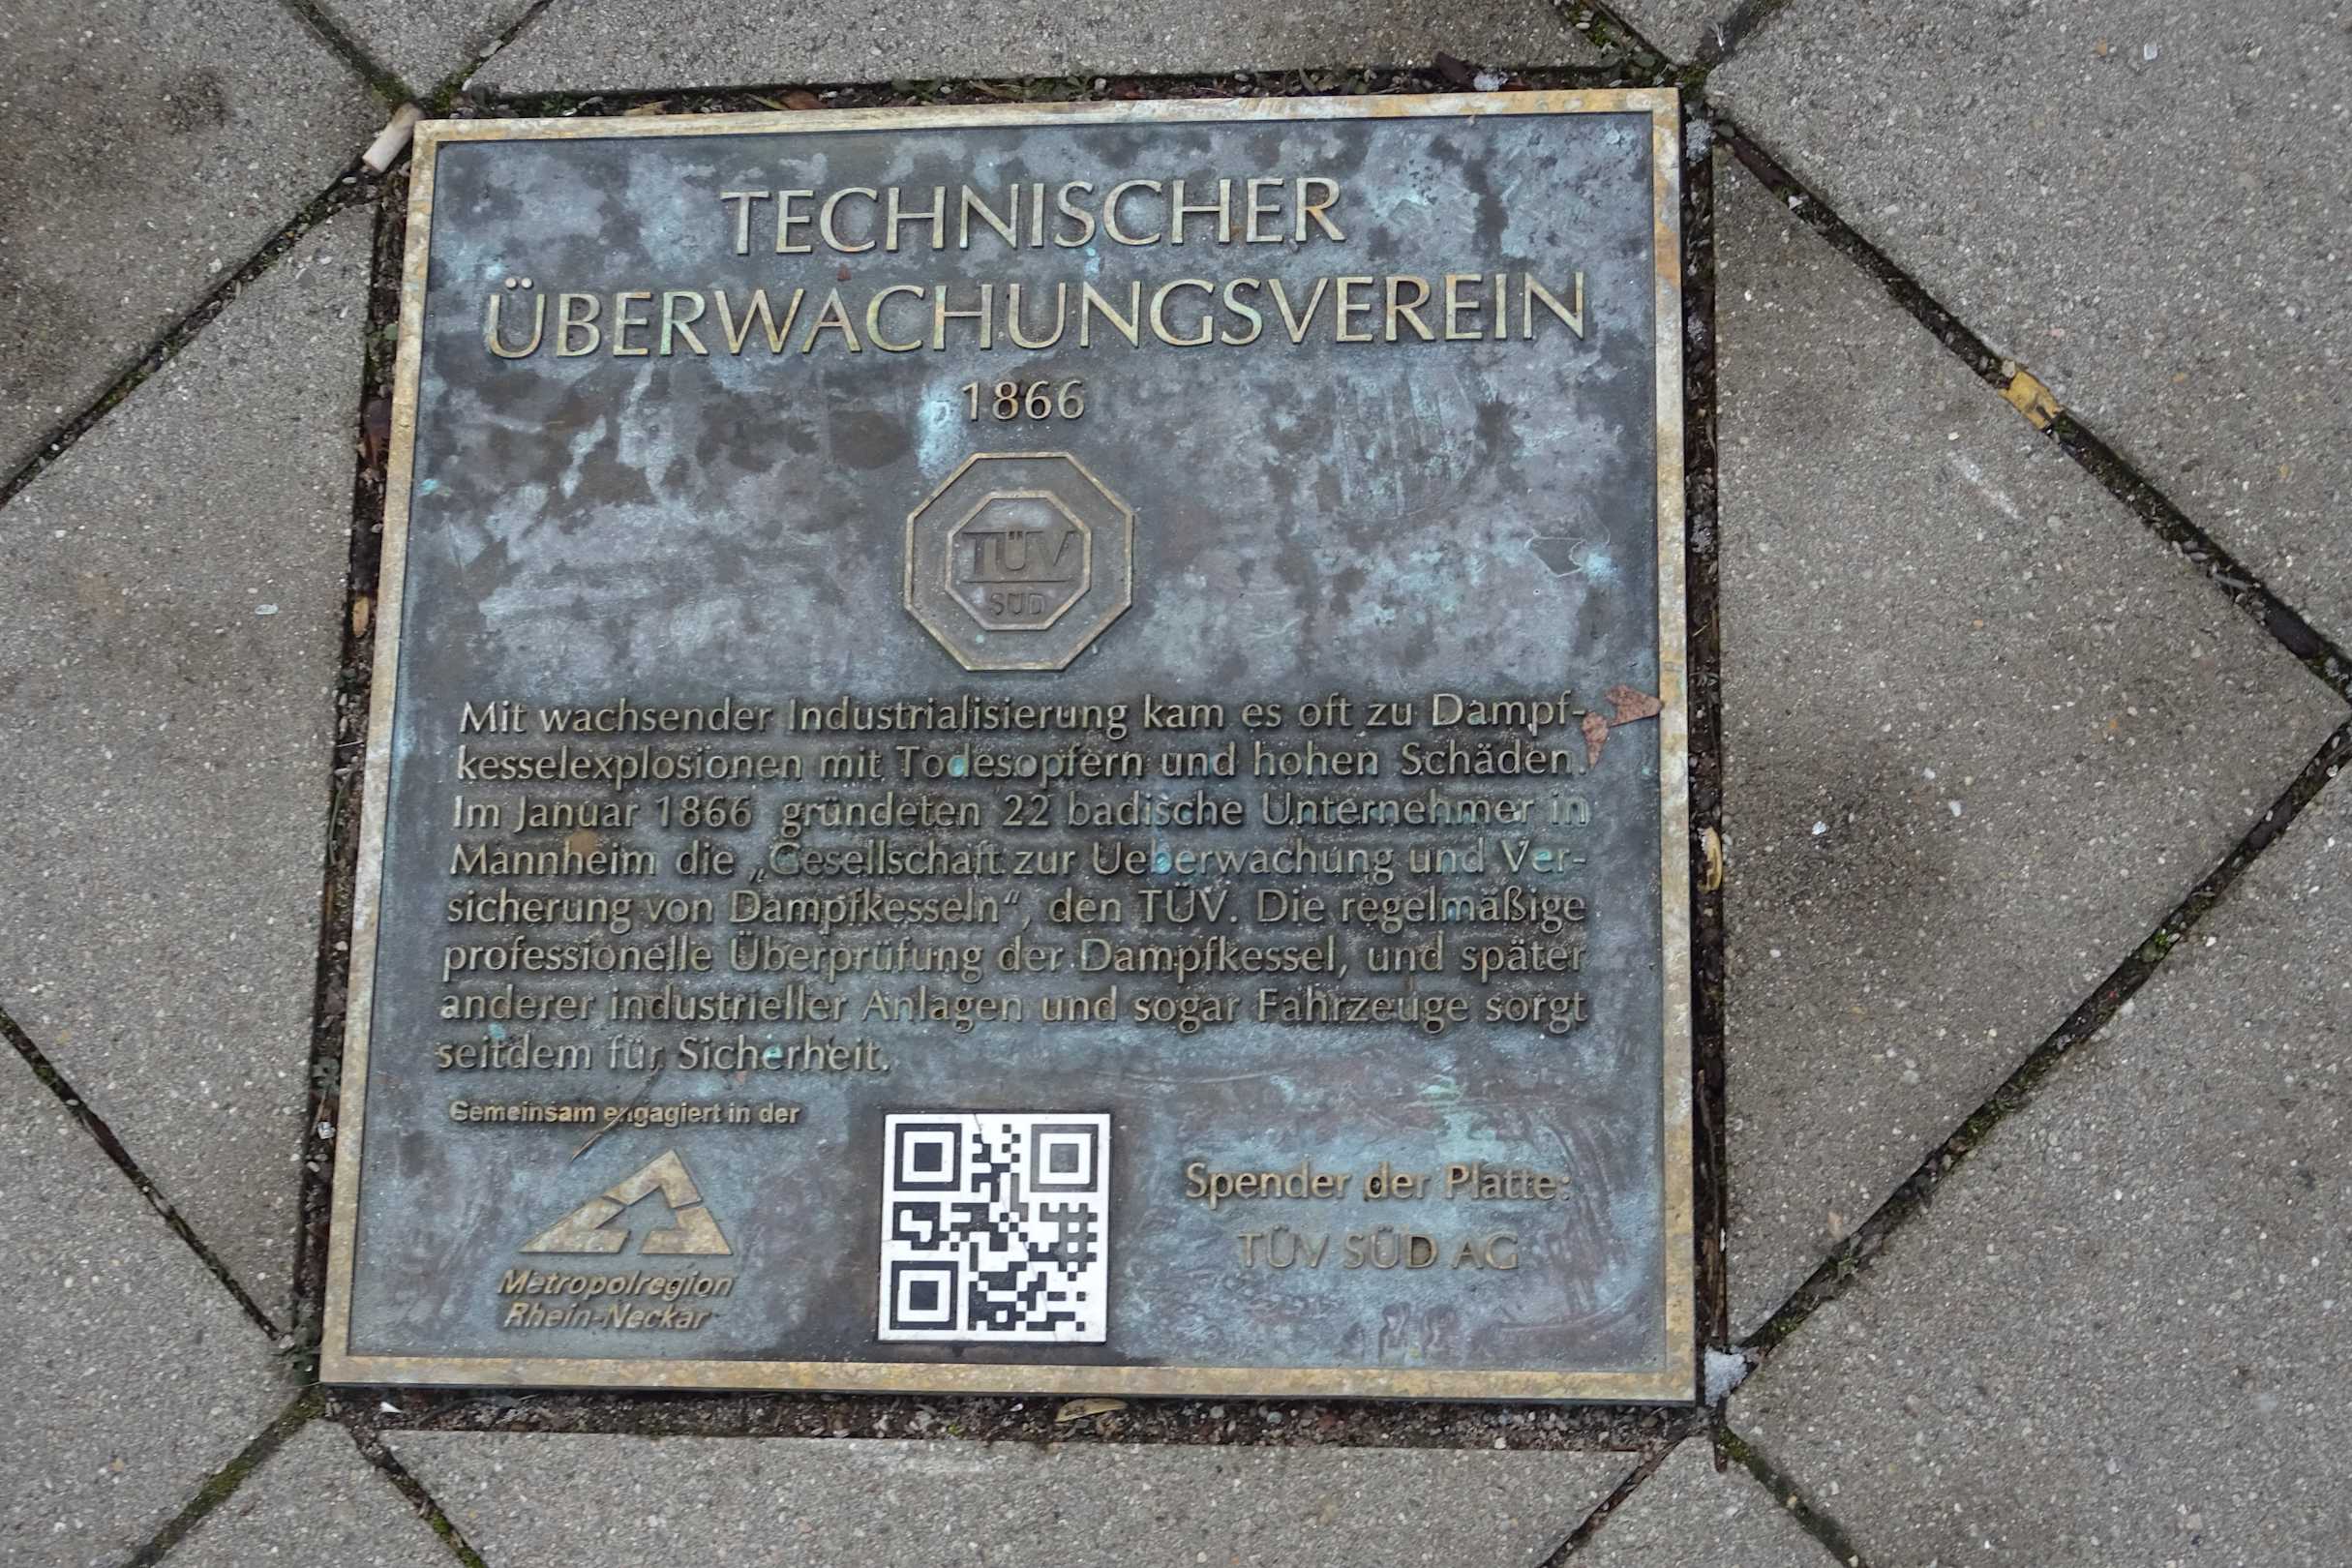 TECHNISCHER
ÜBERWACHUNGSVEREIN
1866
TÜV
SÜD
Mit wachsender Industrialisierung kam es oft zu Dampf-
kesselexplosionen mit Todesopfern und hohen Schäden.
Im Januar 1866 gründeten 22 badische Unternehmer in
Mannheim die „Gesellschaft zur Ueberwachung und Ver-
sicherung von Dampfkesseln“, den TÜV. Die regelmäßige
professionelle Überprüfung der Dampfkessel, und später
anderer industrieller Anlagen und sogar Fahrzeuge sorgt
seitdem für Sicherheit.
Gemeinsam engagiert in der
Metropolregion
Rhein-Neckar
Spender der Platte:
TÜV SÜD AG